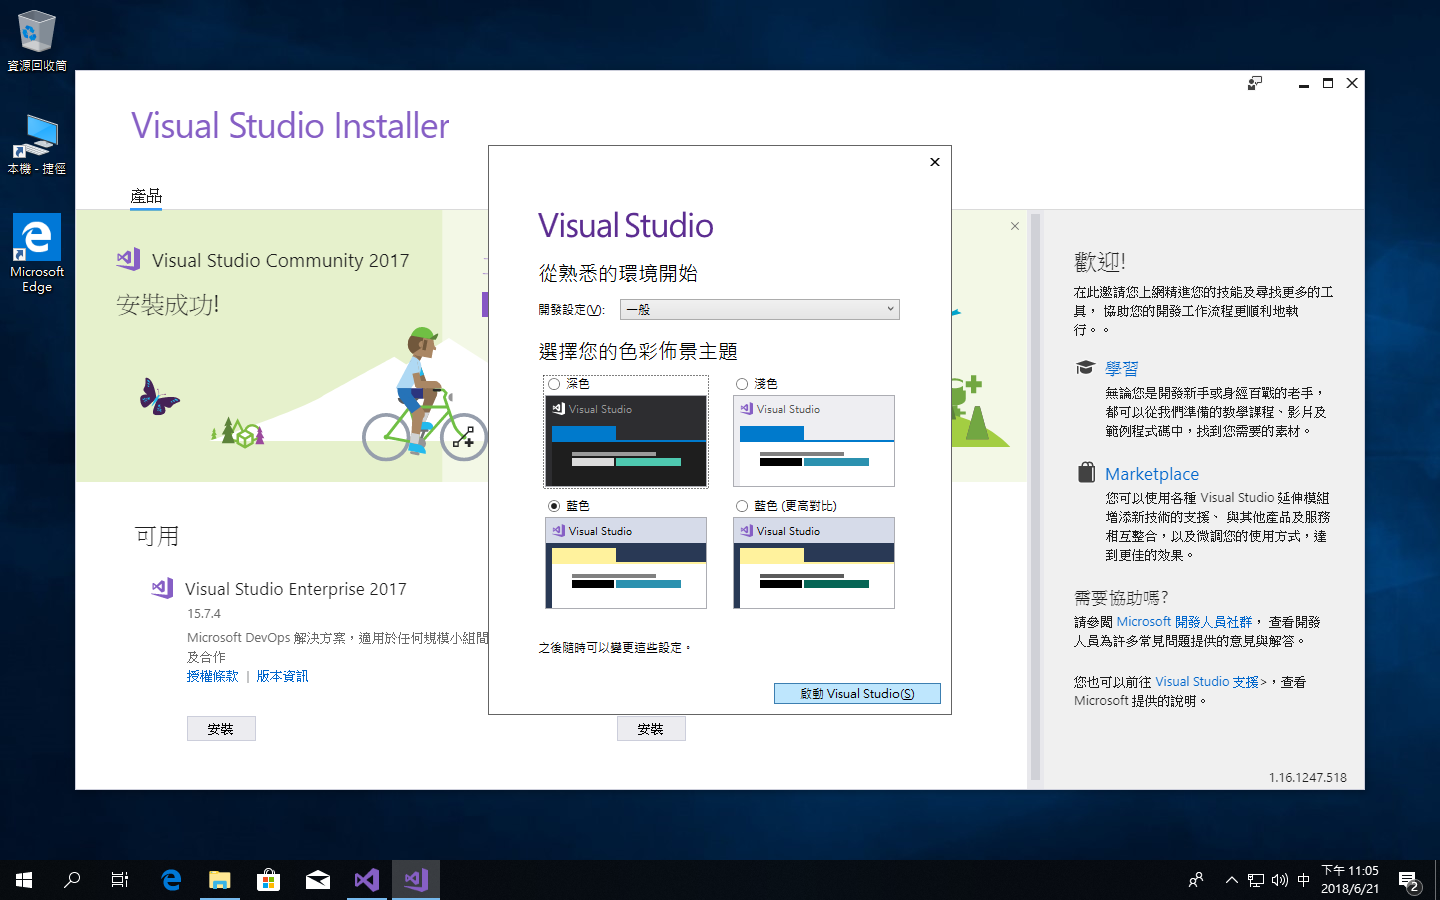 資源回收筒
本機 - 捷徑
Microsoft
Edge
Visual Studio Installer
產品
Visual Studio Community 2017
安裝成功!
可用
Visual Studio Enterprise 2017
15.7.4
Microsoft DevOps 解決方案，適用於任何規模小組間
及合作
授權條款 | 版本資訊
安裝
安裝
Visual Studio
從熟悉的環境開始
開發設定(V): 一般
選擇您的色彩佈景主題
深色
Visual Studio
淺色
Visual Studio
藍色
Visual Studio
藍色 (更高對比)
Visual Studio
之後隨時可以變更這些設定。
啟動 Visual Studio(S)
歡迎!
在此邀請您上網精進您的技能及尋找更多的工
具， 協助您的開發工作流程更順利地執
行。。
學習
無論您是開發新手或身經百戰的老手，
都可以從我們準備的教學課程、影片及
範例程式碼中，找到您需要的素材。
Marketplace
您可以使用各種 Visual Studio 延伸模組
增添新技術的支援、 與其他產品及服務
相互整合，以及微調您的使用方式，達
到更佳的效果。
需要協助嗎?
請參閱 Microsoft 開發人員社群， 查看開發
人員為許多常見問題提供的意見與解答。
您也可以前往 Visual Studio 支援>，查看
Microsoft 提供的說明。
1.16.1247.518
中
下午 11:05
2018/6/21
2